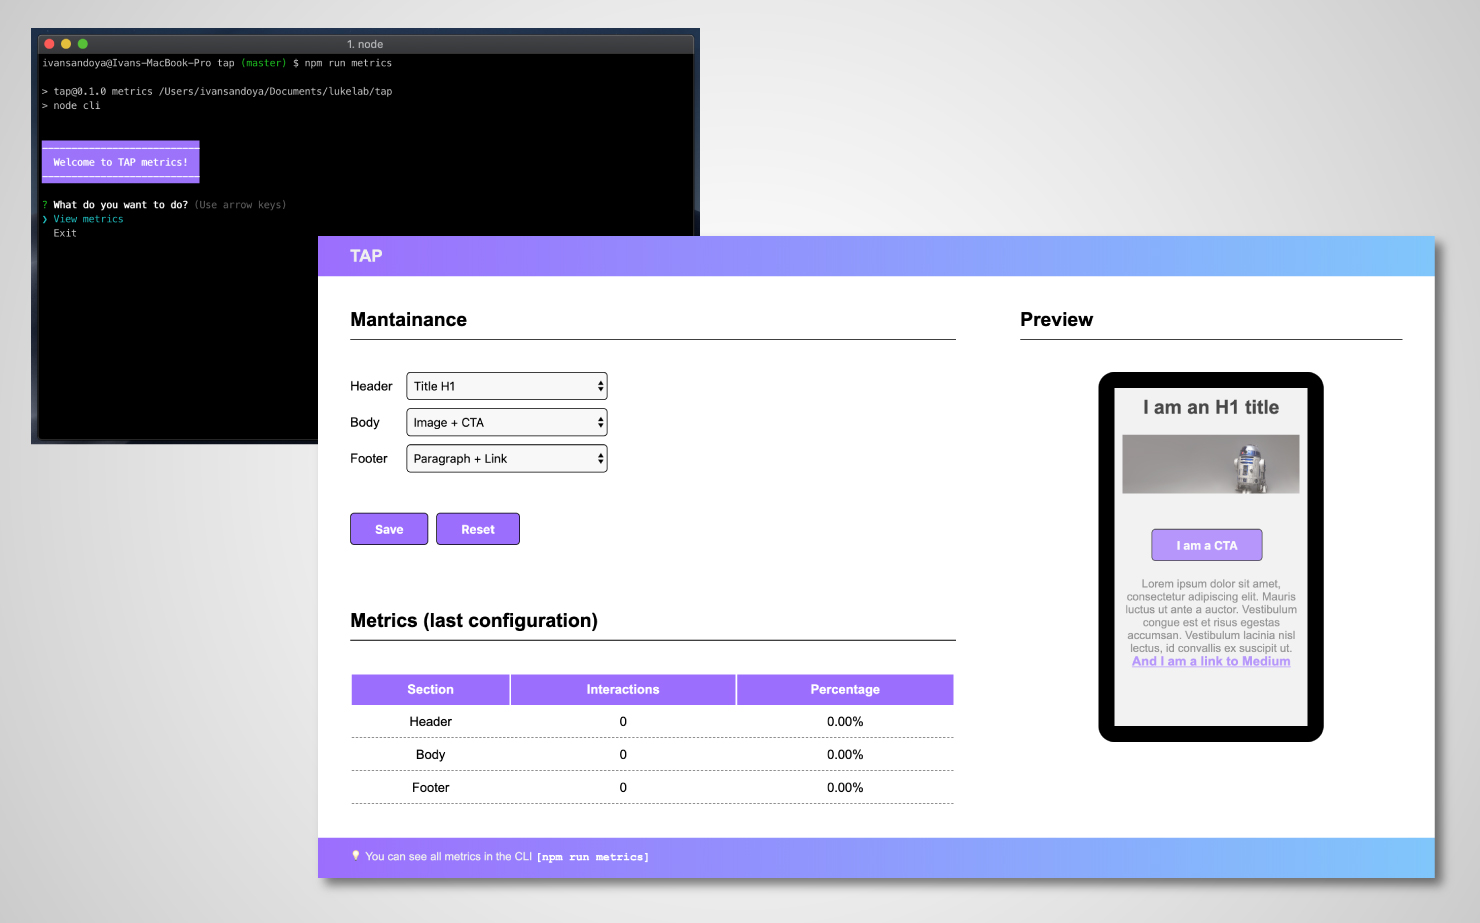 1. node
ivansandoya@Ivans-MacBook-Pro tap (master) $ npm run metrics
> tap@0.1.0 metrics /Users/ivansandoya/Documents/lukelab/tap
> node cli
Welcome to TAP metrics!
? What do you want to do? (Use arrow keys)
❯ View metrics
Exit
TAP
Mantainance
Header Title H1
Body Image + CTA
Footer Paragraph + Link
Save Reset
Metrics (last configuration)
Section Interactions Percentage
Header 0 0.00%
Body 0 0.00%
Footer 0 0.00%
Preview
I am an H1 title
I am a CTA
Lorem ipsum dolor sit amet,
consectetur adipiscing elit. Mauris
luctus ut ante a auctor. Vestibulum
congue est et risus egestas
accumsan. Vestibulum lacinia nisl
lectus, id convallis ex suscipit ut.
And I am a link to Medium
💡 You can see all metrics in the CLI [npm run metrics]